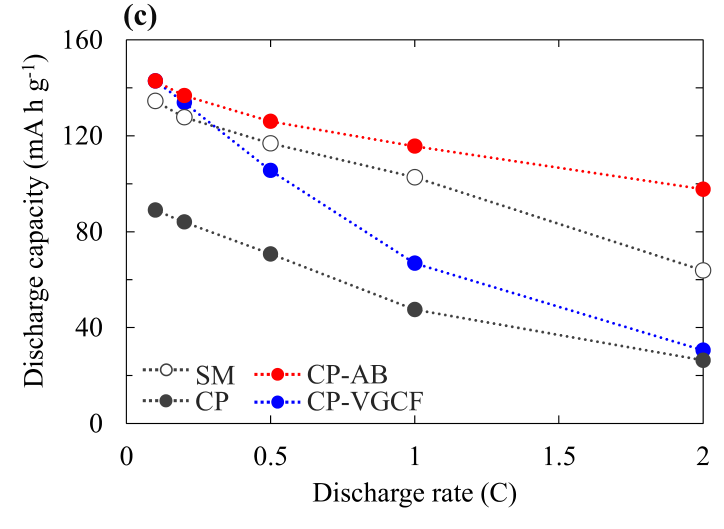 (c)
160
120
80
40
0
Discharge capacity (mA h g⁻¹)
SM
CP-AB
CP
CP-VGCF
0
0.5
1
1.5
2
Discharge rate (C)